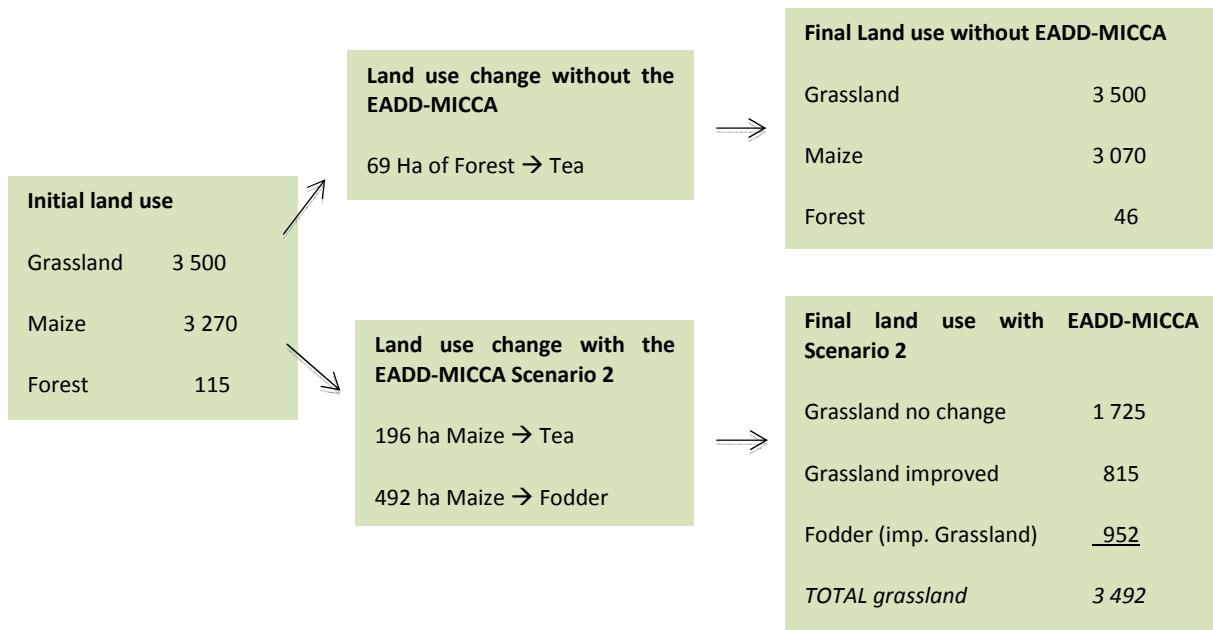 Initial land use
Grassland 3 500
Maize 3 270
Forest 115
Land use change without the
EADD-MICCA
69 Ha of Forest → Tea
Final Land use without EADD-MICCA
Grassland 3 500
Maize 3 070
Forest 46
Land use change with the
EADD-MICCA Scenario 2
196 ha Maize → Tea
492 ha Maize → Fodder
Final land use with EADD-MICCA
Scenario 2
Grassland no change 1 725
Grassland improved 815
Fodder (imp. Grassland) 952
TOTAL grassland 3 492